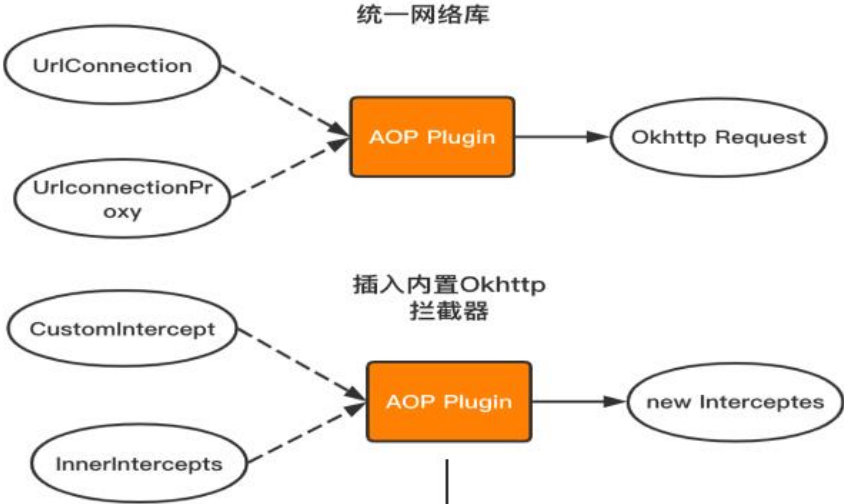 统一网络库
UrlConnection
AOP Plugin
Okhttp Request
UrlconnectionPr
oxy
插入内置Okhttp
拦截器
CustomIntercept
AOP Plugin
new Interceptes
InnerIntercepts